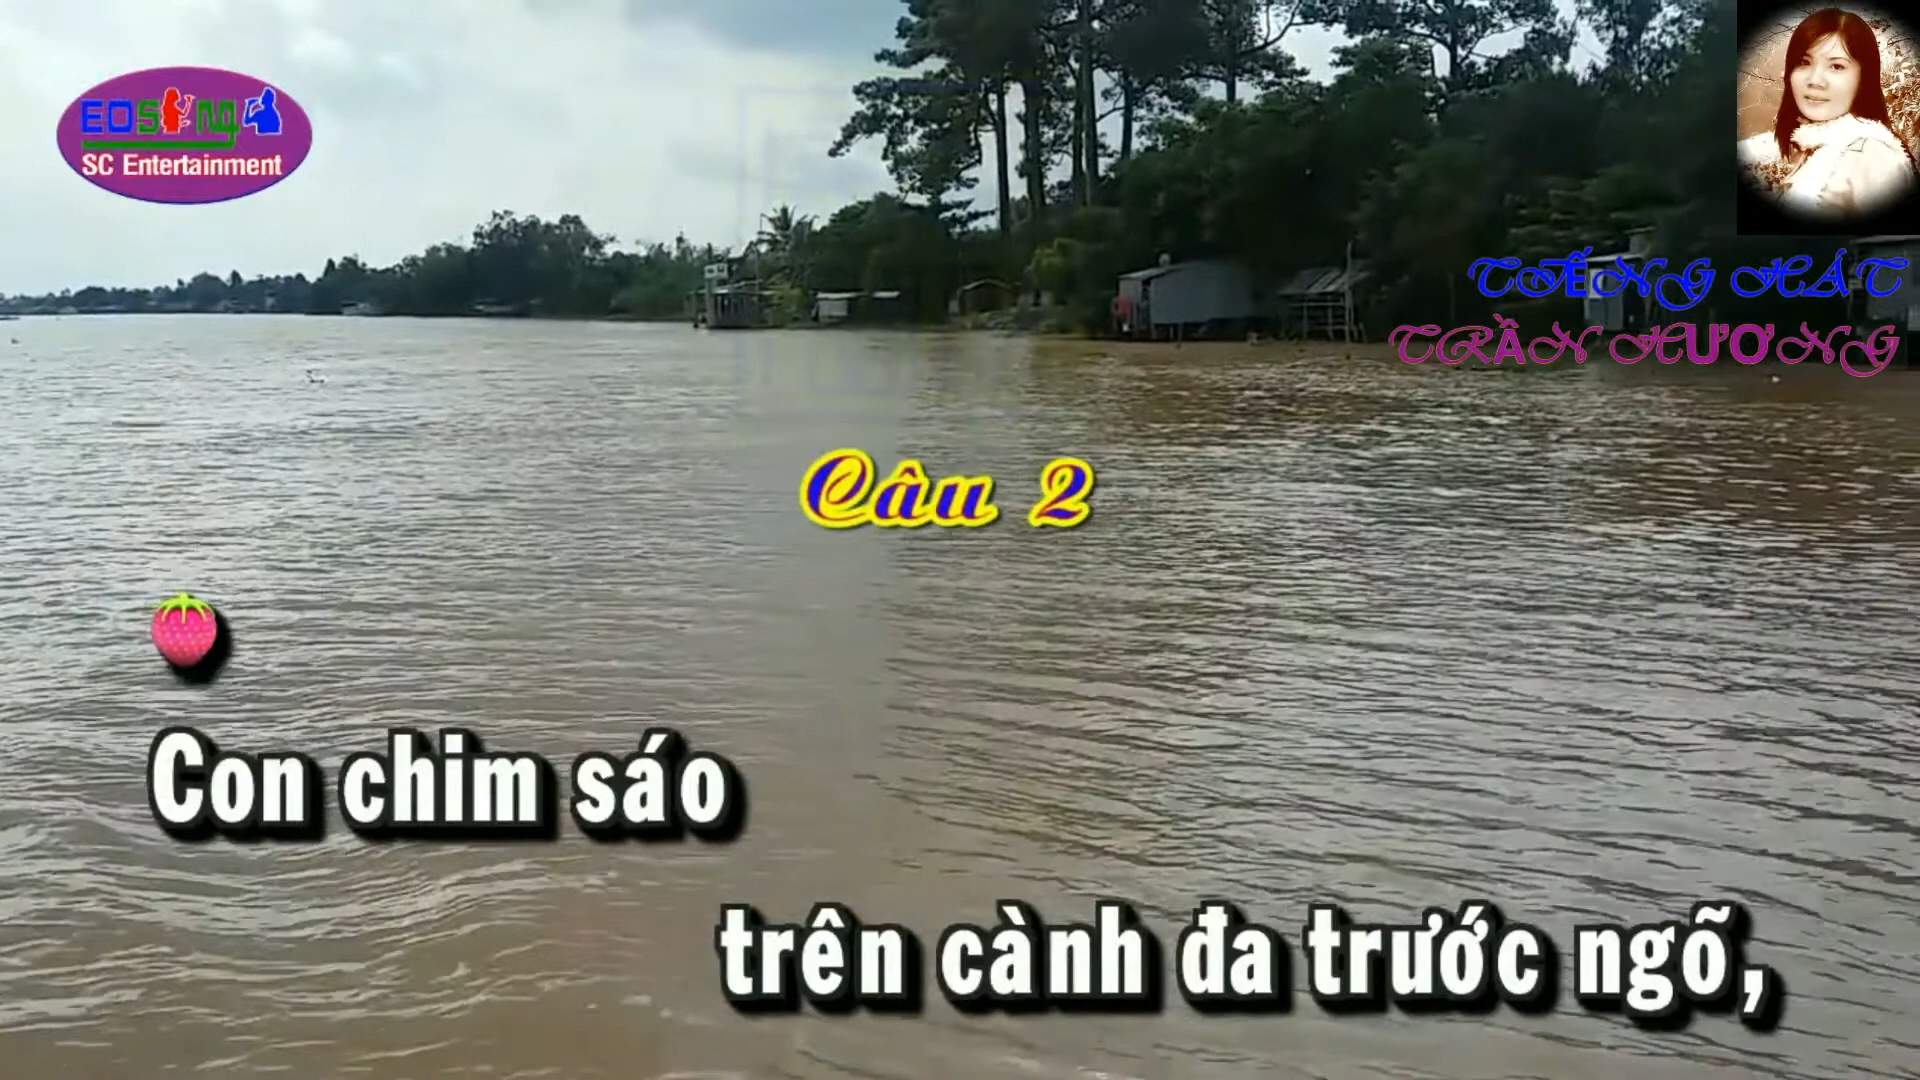 EOSing
SC Entertainment
TIẾNG HÁT
TRẦN HƯƠNG
Câu 2
Con chim sáo
trên cành đa trước ngõ,